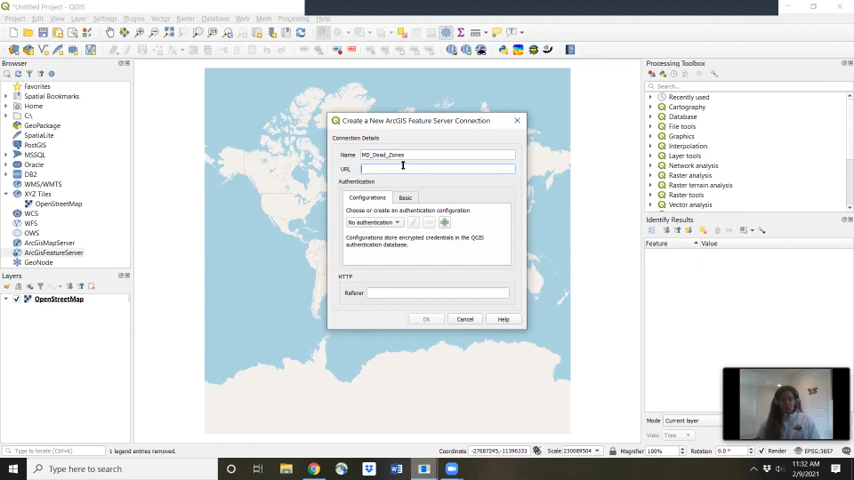 *Untitled Project - QGIS
Project Edit View Layer Settings Plugins Vector Raster Database Web Mesh Processing Help
Browser
Favorites
Spatial Bookmarks
Home
C:\
GeoPackage
SpatiaLite
PostGIS
MSSQL
Oracle
DB2
WMS/WMTS
XYZ Tiles
OpenStreetMap
WCS
WFS
OWS
ArcGisMapServer
ArcGisFeatureServer
GeoNode
Layers
OpenStreetMap
Create a New ArcGIS Feature Server Connection
Connection Details
Name MD_Dead_Zones
URL
Authentication
Configurations Basic
Choose or create an authentication configuration
No authentication
Configurations store encrypted credentials in the QGIS
authentication database.
HTTP
Referer
OK Cancel Help
Processing Toolbox
Search...
Recently used
Cartography
Database
File tools
Graphics
Interpolation
Layer tools
Network analysis
Raster analysis
Raster terrain analysis
Raster tools
Vector analysis
Identify Results
Feature Value
Mode Current layer
View Tree
Type to locate (Ctrl+K) 1 legend entries removed. Coordinate -27687245,-11396333 Scale 230089504 Magnifier 100% Rotation 0.0 ° Render EPSG:3857
Type here to search
11:32 AM
2/9/2021